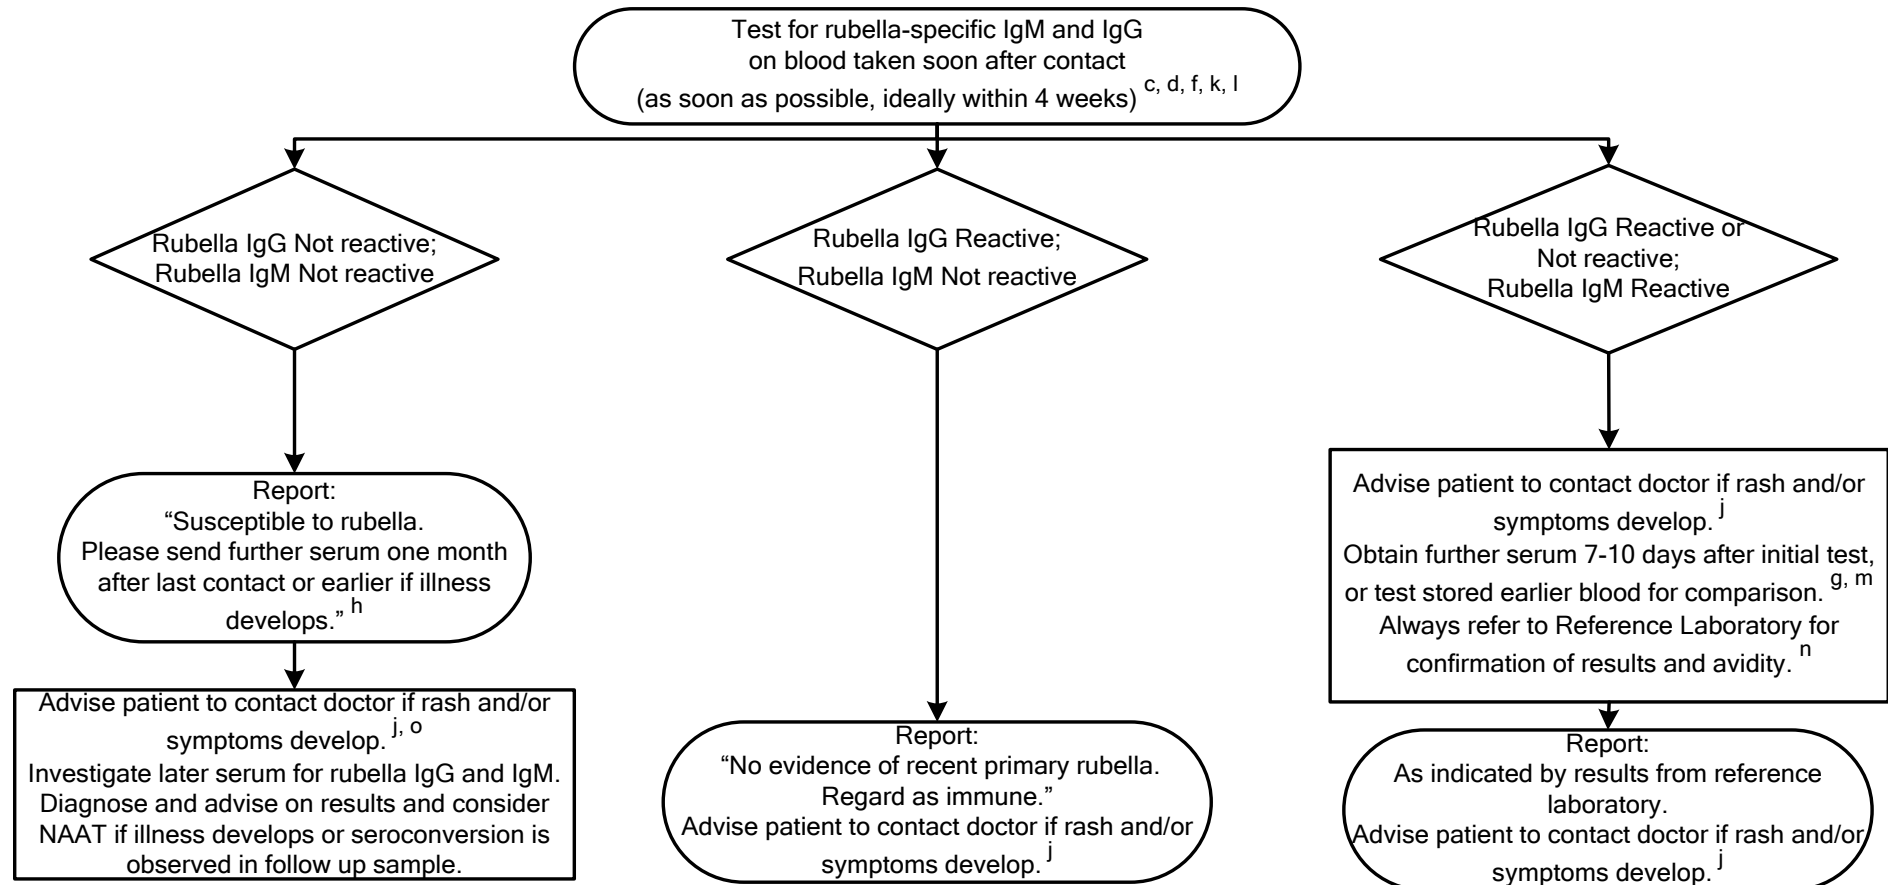 Test for rubella-specific IgM and IgG
on blood taken soon after contact
(as soon as possible, ideally within 4 weeks) c, d, f, k, l
Rubella IgG Not reactive;
Rubella IgM Not reactive
Rubella IgG Reactive;
Rubella IgM Not reactive
Rubella IgG Reactive or
Not reactive;
Rubella IgM Reactive
Report:
“Susceptible to rubella.
Please send further serum one month
after last contact or earlier if illness
develops.” h
Advise patient to contact doctor if rash and/or
symptoms develop. j, o
Investigate later serum for rubella IgG and IgM.
Diagnose and advise on results and consider
NAAT if illness develops or seroconversion is
observed in follow up sample.
Report:
“No evidence of recent primary rubella.
Regard as immune.”
Advise patient to contact doctor if rash and/or
symptoms develop. j
Advise patient to contact doctor if rash and/or
symptoms develop. j
Obtain further serum 7-10 days after initial test,
or test stored earlier blood for comparison. g, m
Always refer to Reference Laboratory for
confirmation of results and avidity. n
Report:
As indicated by results from reference
laboratory.
Advise patient to contact doctor if rash and/or
symptoms develop. j